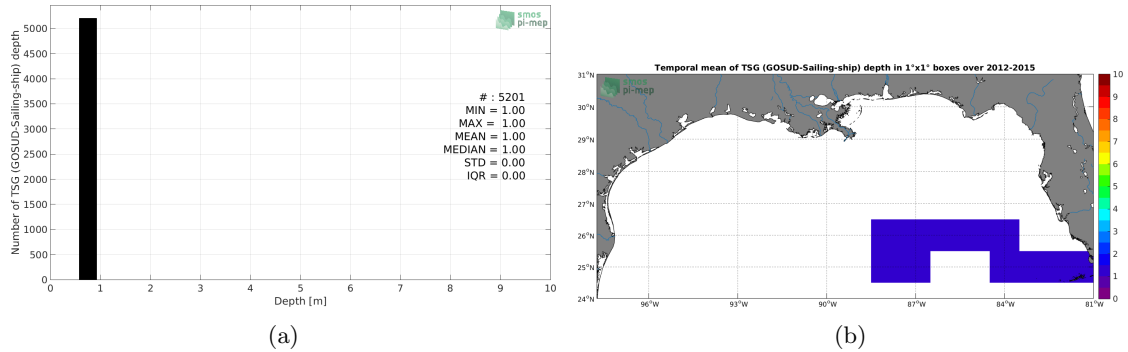 smos
pi-mep
Number of TSG (GOSUD-Sailing-ship) depth
5000
4500
4000
3500
3000
2500
2000
1500
1000
500
0
# : 5201
MIN = 1.00
MAX = 1.00
MEAN = 1.00
MEDIAN = 1.00
STD = 0.00
IQR = 0.00
0 1 2 3 4 5 6 7 8 9 10
Depth [m]
(a)
Temporal mean of TSG (GOSUD-Sailing-ship) depth in 1°x1° boxes over 2012-2015
smos
pi-mep
31°N
30°N
29°N
28°N
27°N
26°N
25°N
24°N
96°W 93°W 90°W 87°W 84°W 81°W
10
9
8
7
6
5
4
3
2
1
0
(b)